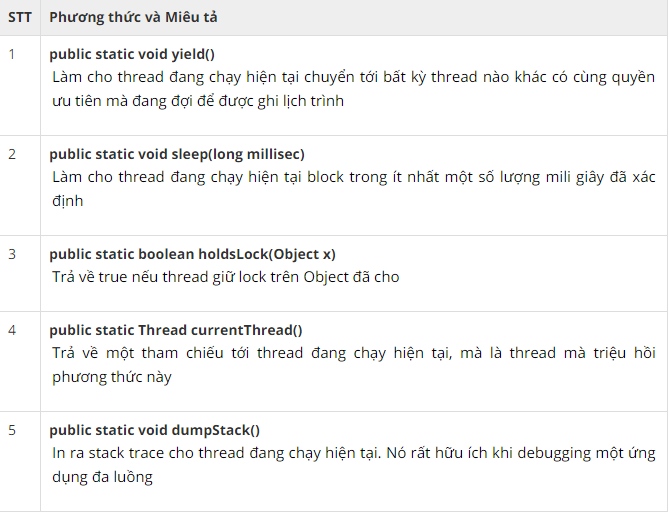 STT Phương thức và Miêu tả
1 public static void yield()
Làm cho thread đang chạy hiện tại chuyển tới bất kỳ thread nào khác có cùng quyền
ưu tiên mà đang đợi để được ghi lịch trình
2 public static void sleep(long millisec)
Làm cho thread đang chạy hiện tại block trong ít nhất một số lượng mili giây đã xác
định
3 public static boolean holdsLock(Object x)
Trả về true nếu thread giữ lock trên Object đã cho
4 public static Thread currentThread()
Trả về một tham chiếu tới thread đang chạy hiện tại, mà là thread mà triệu hồi
phương thức này
5 public static void dumpStack()
In ra stack trace cho thread đang chạy hiện tại. Nó rất hữu ích khi debugging một ứng
dụng đa luồng